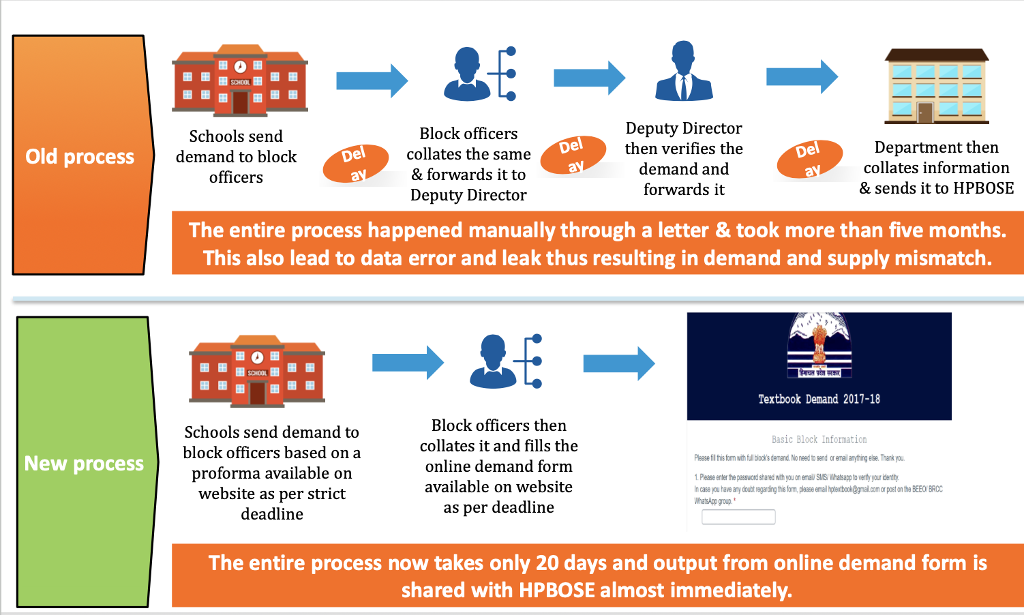 Old process
SCHOOL
Schools send
demand to block
officers
Del
ay
Block officers
collates the same
& forwards it to
Deputy Director
Del
ay
Deputy Director
then verifies the
demand and
forwards it
Del
ay
Department then
collates information
& sends it to HPBOSE
The entire process happened manually through a letter & took more than five months.
This also lead to data error and leak thus resulting in demand and supply mismatch.
New process
SCHOOL
Schools send demand to
block officers based on a
proforma available on
website as per strict
deadline
Block officers then
collates it and fills the
online demand form
available on website
as per deadline
हिमाचल प्रदेश सरकार
Textbook Demand 2017-18
Basic Block Information
Please fill this form with full block's demand. No need to send or email anything else. Thank you.
1. Please enter the password shared with you on email/ SMS/ Whatsapp to verify your identity.
In case you have any doubt regarding this form, please email hptextbook@gmail.com or post on the BEEO/ BRCC
WhatsApp group. *
The entire process now takes only 20 days and output from online demand form is
shared with HPBOSE almost immediately.